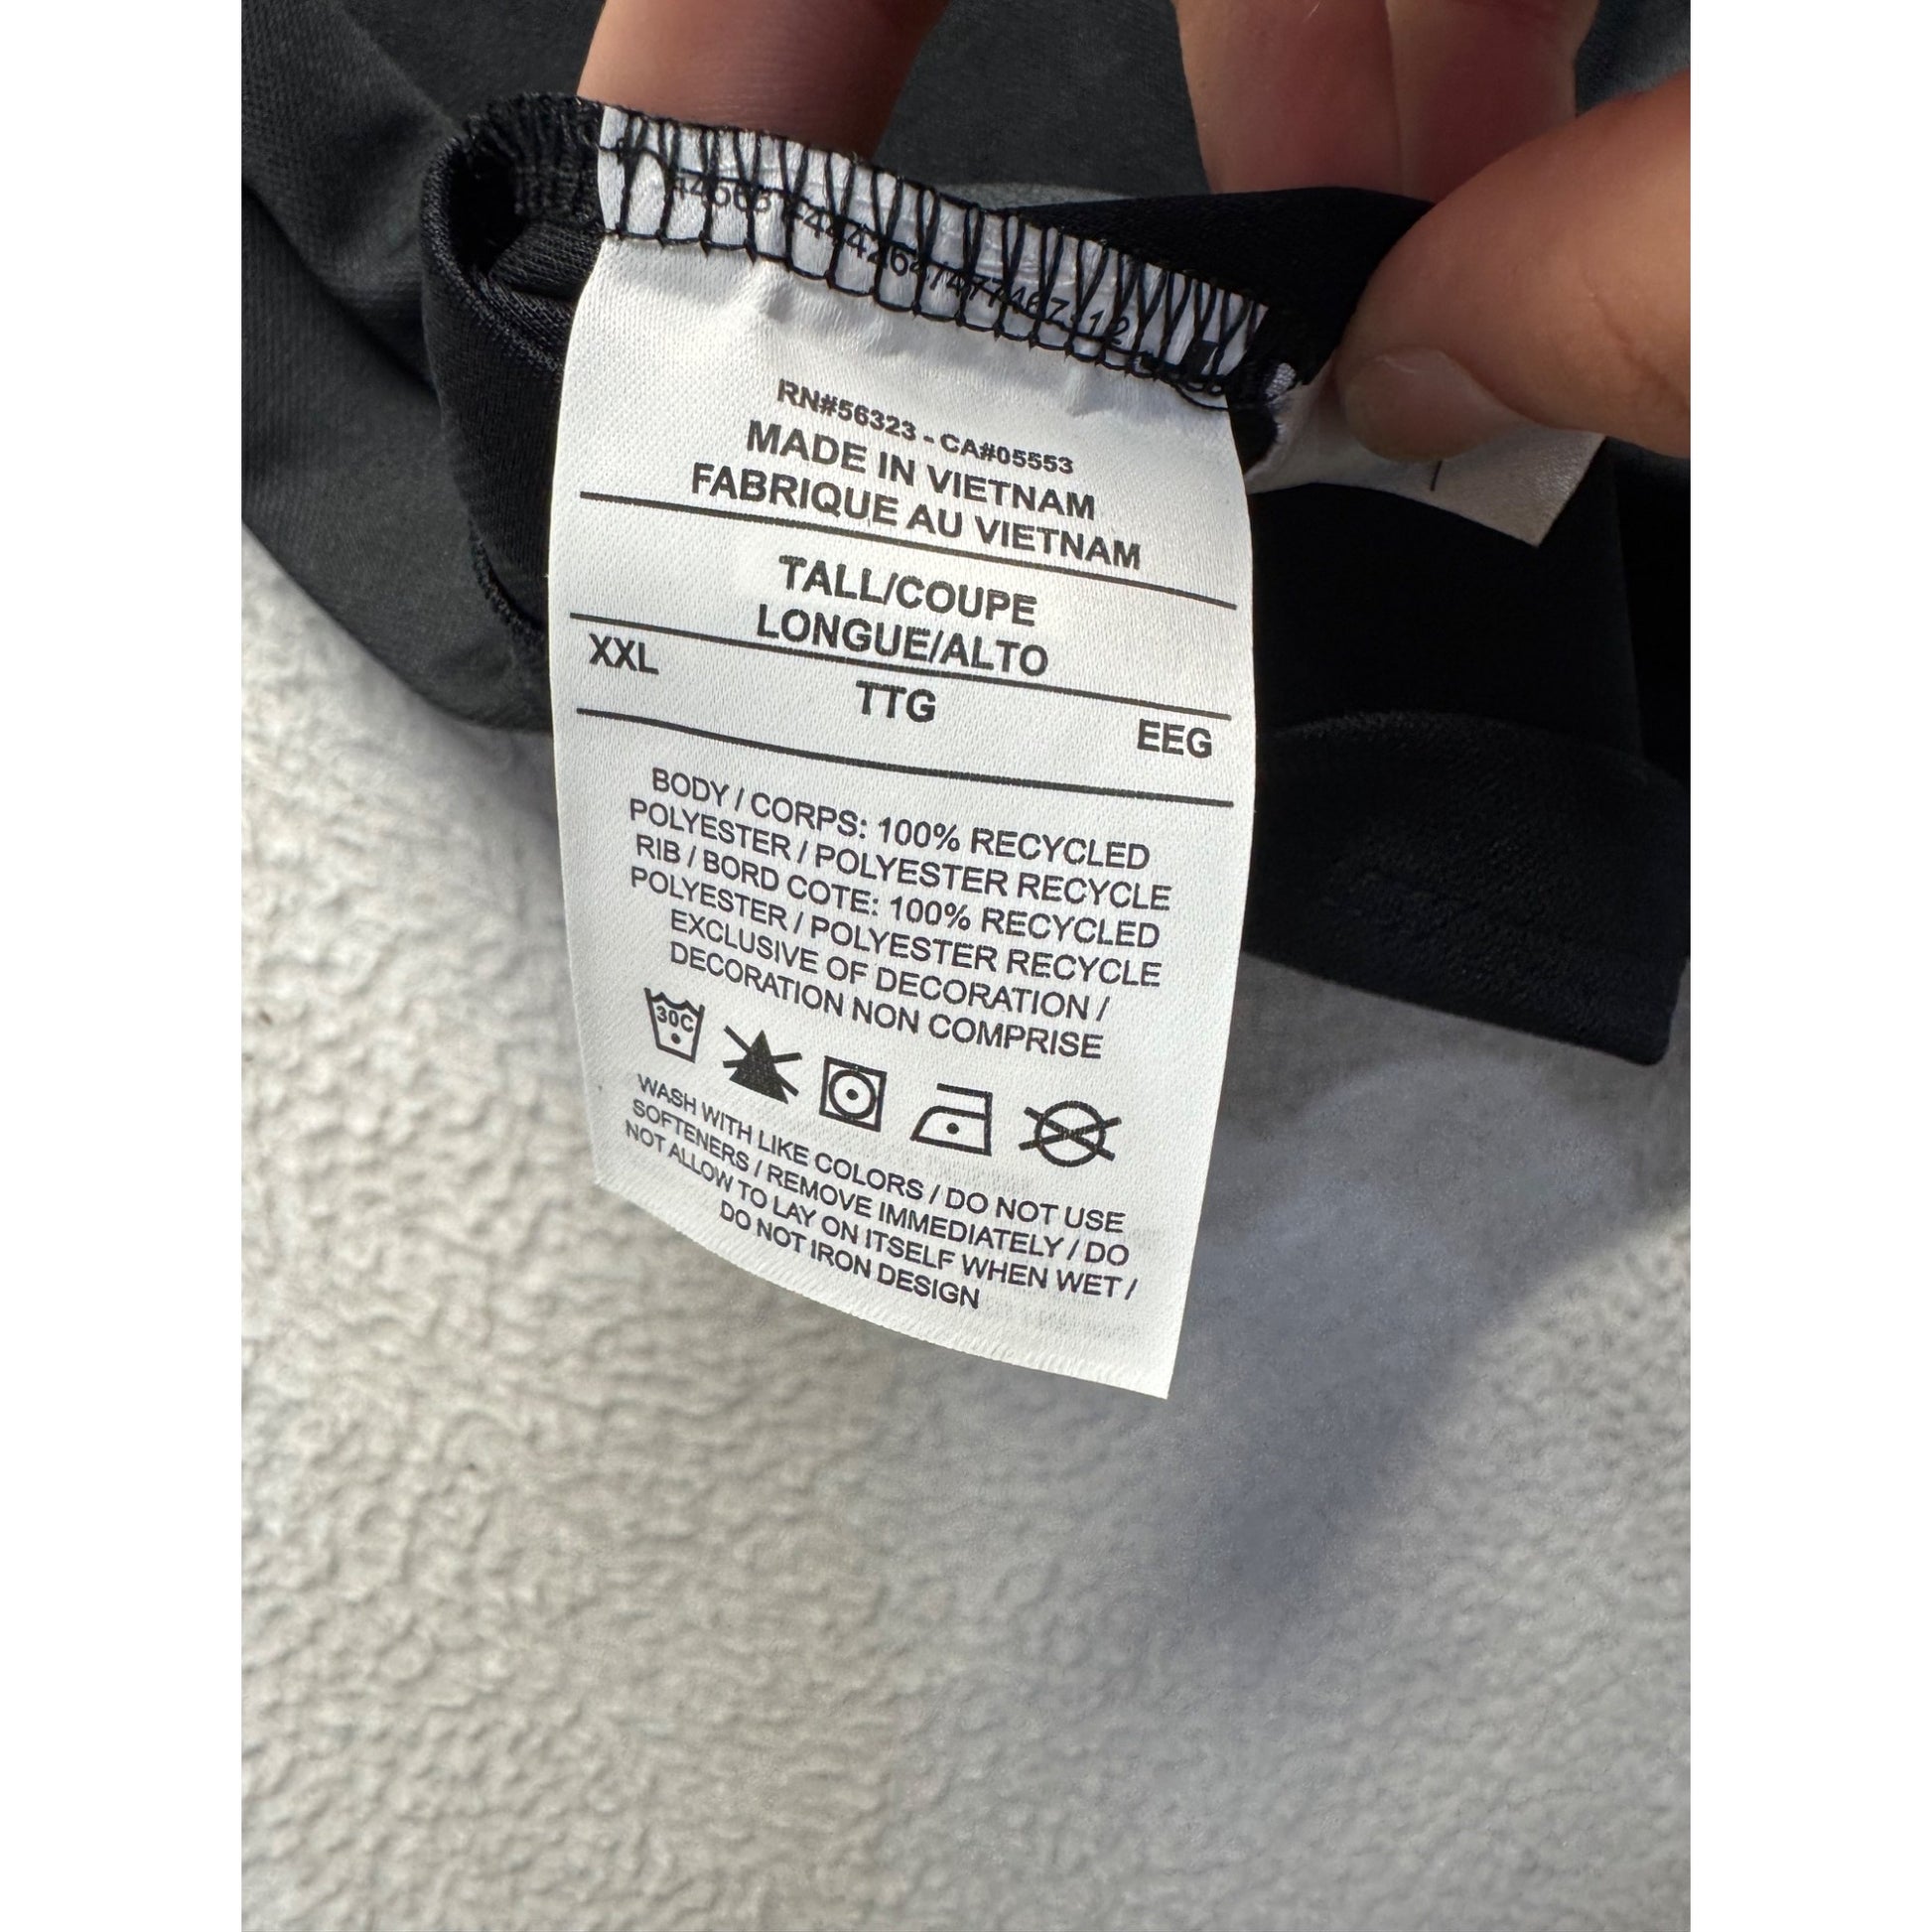 RN#56323 - CA#05553
MADE IN VIETNAM
FABRIQUE AU VIETNAM
TALL/COUPE
LONGUE/ALTO
XXL TTG EEG
BODY / CORPS: 100% RECYCLED
POLYESTER / POLYESTER RECYCLE
RIB / BORD COTE: 100% RECYCLED
POLYESTER / POLYESTER RECYCLE
EXCLUSIVE OF DECORATION /
DECORATION NON COMPRISE
30C
WASH WITH LIKE COLORS / DO NOT USE
SOFTENERS / REMOVE IMMEDIATELY / DO
NOT ALLOW TO LAY ON ITSELF WHEN WET /
DO NOT IRON DESIGN